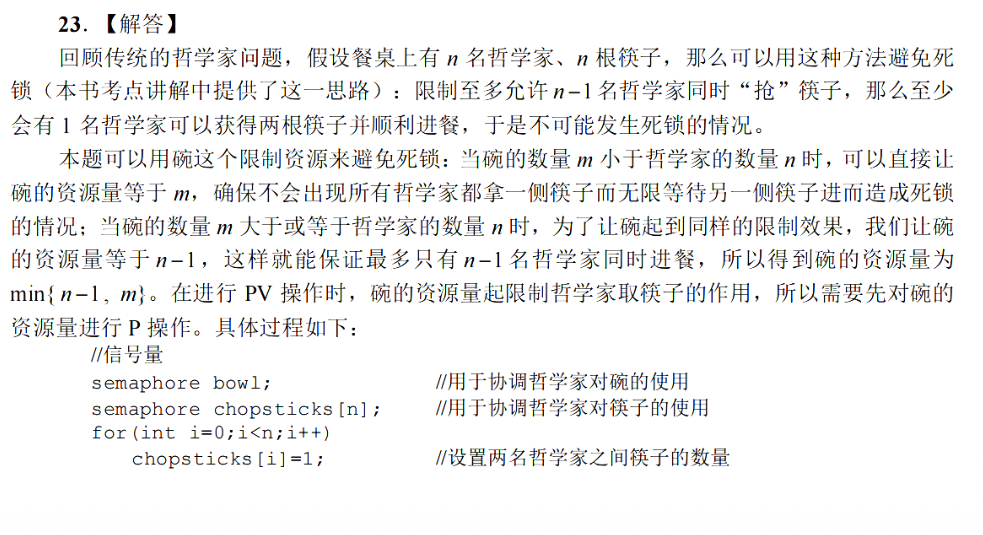 23．【解答】
回顾传统的哲学家问题，假设餐桌上有 n 名哲学家、n 根筷子，那么可以用这种方法避免死
锁（本书考点讲解中提供了这一思路）：限制至多允许 n−1 名哲学家同时“抢”筷子，那么至少
会有 1 名哲学家可以获得两根筷子并顺利进餐，于是不可能发生死锁的情况。
本题可以用碗这个限制资源来避免死锁：当碗的数量 m 小于哲学家的数量 n 时，可以直接让
碗的资源量等于 m，确保不会出现所有哲学家都拿一侧筷子而无限等待另一侧筷子进而造成死锁
的情况；当碗的数量 m 大于或等于哲学家的数量 n 时，为了让碗起到同样的限制效果，我们让碗
的资源量等于 n−1，这样就能保证最多只有 n−1 名哲学家同时进餐，所以得到碗的资源量为
min{ n−1, m}。在进行 PV 操作时，碗的资源量起限制哲学家取筷子的作用，所以需要先对碗的
资源量进行 P 操作。具体过程如下：
//信号量
semaphore bowl; //用于协调哲学家对碗的使用
semaphore chopsticks[n]; //用于协调哲学家对筷子的使用
for(int i=0;i<n;i++)
chopsticks[i]=1; //设置两名哲学家之间筷子的数量